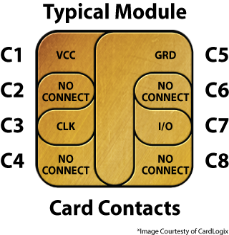 Typical Module
C1 VCC GRD C5
C2 NO CONNECT NO CONNECT C6
C3 CLK I/O C7
C4 NO CONNECT NO CONNECT C8
Card Contacts
*Image Courtesty of CardLogix